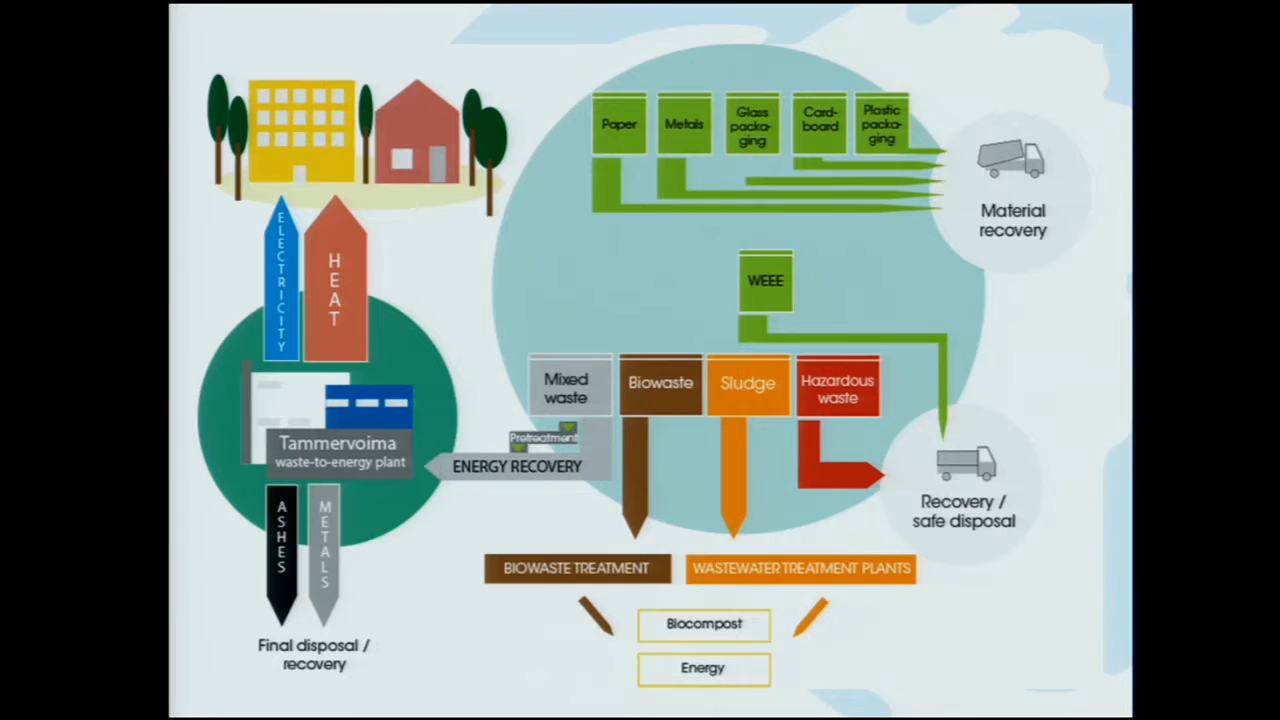 Paper
Metals
Glass
packa-
ging
Card-
board
Plastic
packa-
ging
Material
recovery
WEEE
ELECTRICITY
HEAT
Mixed
waste
Biowaste
Sludge
Hazardous
waste
Pretreatment
ENERGY RECOVERY
Tammervoima
waste-to-energy plant
Recovery /
safe disposal
ASHES
METALS
BIOWASTE TREATMENT
WASTEWATER TREATMENT PLANTS
Biocompost
Energy
Final disposal /
recovery